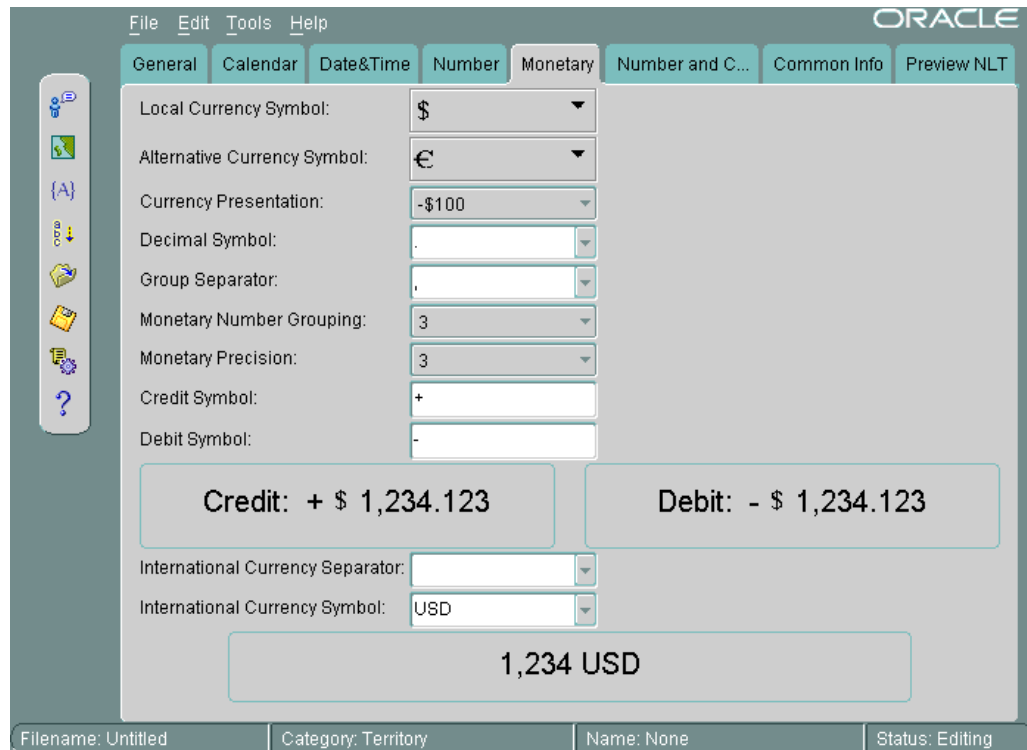 File Edit Tools Help
ORACLE
General Calendar Date&Time Number Monetary Number and C... Common Info Preview NLT
Local Currency Symbol: $
Alternative Currency Symbol: €
Currency Presentation: -$100
Decimal Symbol: .
Group Separator: ,
Monetary Number Grouping: 3
Monetary Precision: 3
Credit Symbol: +
Debit Symbol: -
Credit: + $ 1,234.123 Debit: - $ 1,234.123
International Currency Separator:
International Currency Symbol: USD
1,234 USD
Filename: Untitled Category: Territory Name: None Status: Editing
{A}
a
b
c
?